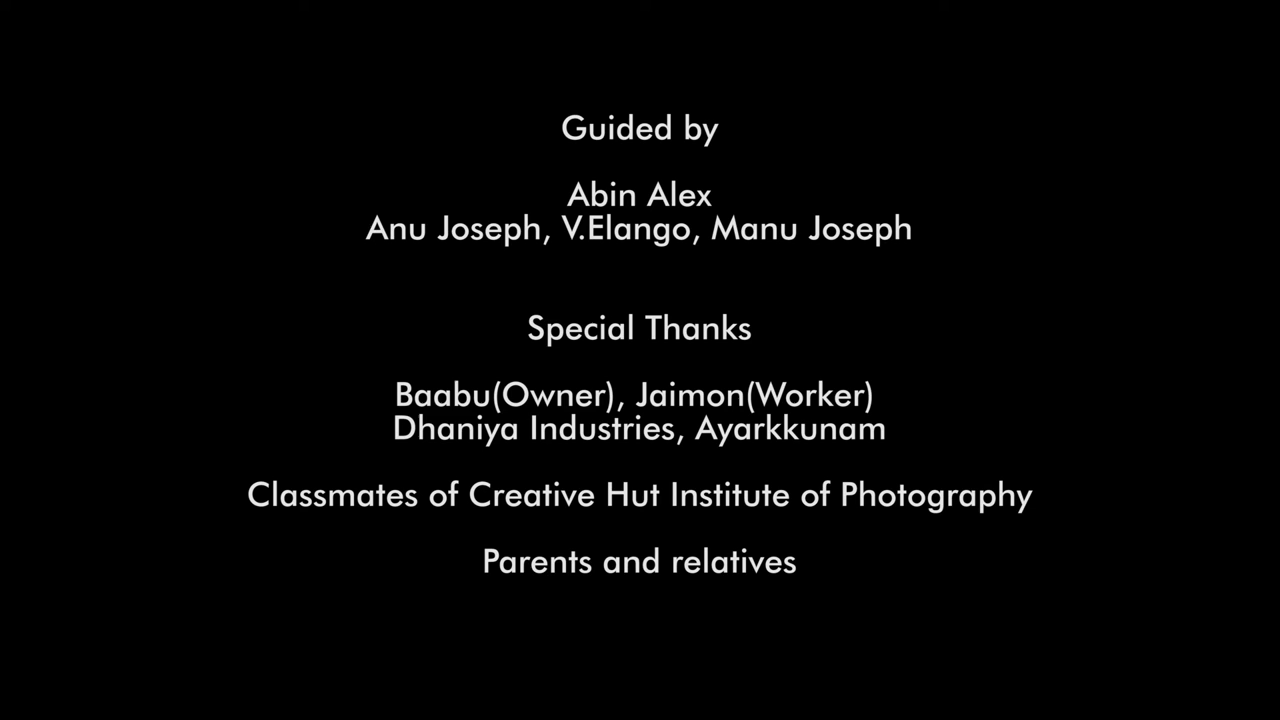 Guided by
Abin Alex
Anu Joseph, V.Elango, Manu Joseph
Special Thanks
Baabu(Owner), Jaimon(Worker)
Dhaniya Industries, Ayarkkunam
Classmates of Creative Hut Institute of Photography
Parents and relatives